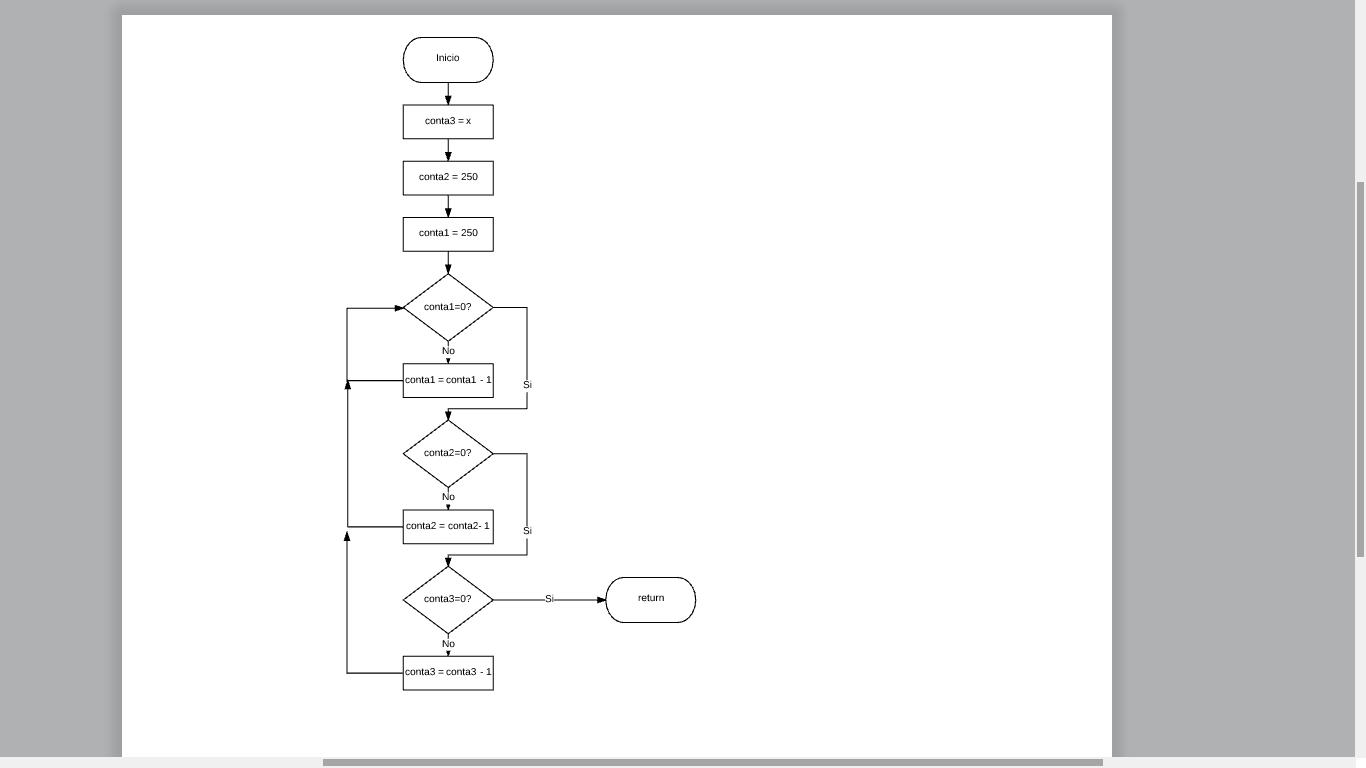 Inicio
conta3 = x
conta2 = 250
conta1 = 250
conta1=0?
No
conta1 = conta1 - 1
Si
conta2=0?
No
conta2 = conta2- 1
Si
conta3=0?
Si
return
No
conta3 = conta3 - 1